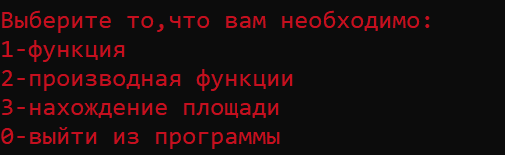 Выберите то,что вам необходимо:
1-функция
2-производная функции
3-нахождение площади
0-выйти из программы